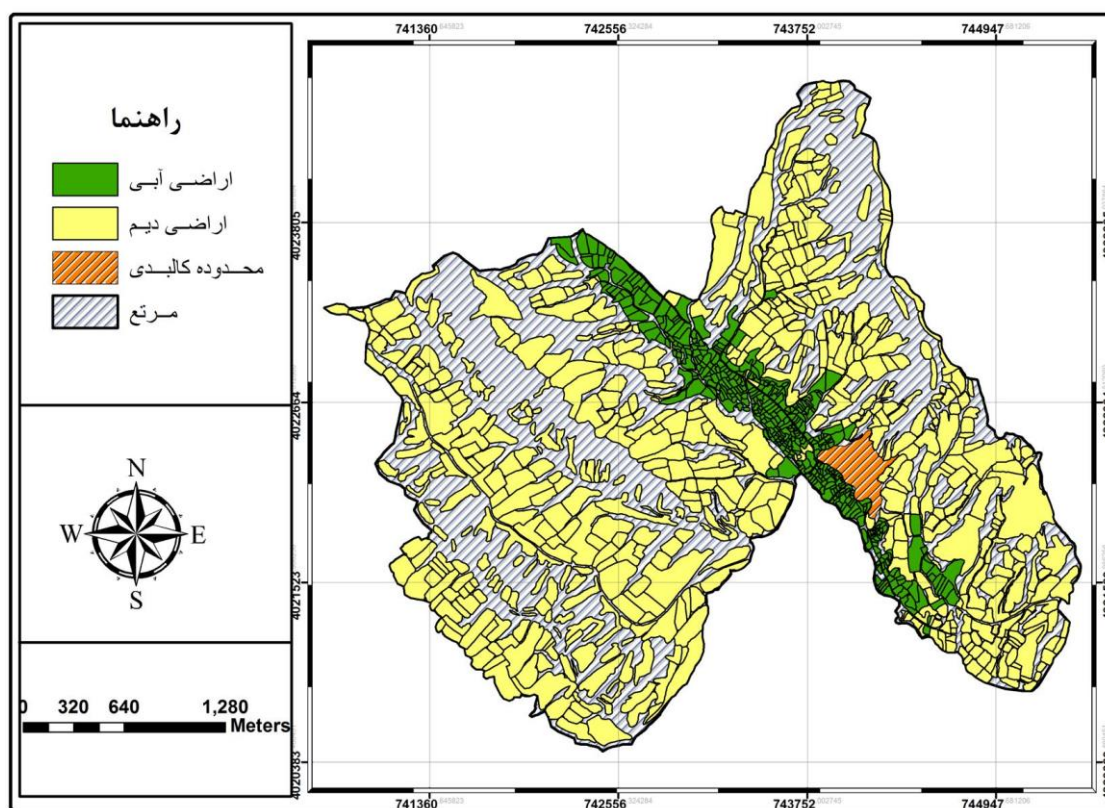 741360 742556 743752 744947
راهنما
اراضی آبی
اراضی دیم
محدوده کالبدی
مرتع
N
W E
S
0 320 640 1,280
Meters
4023805
4022664
4021523
4020383
741360 742556 743752 744947